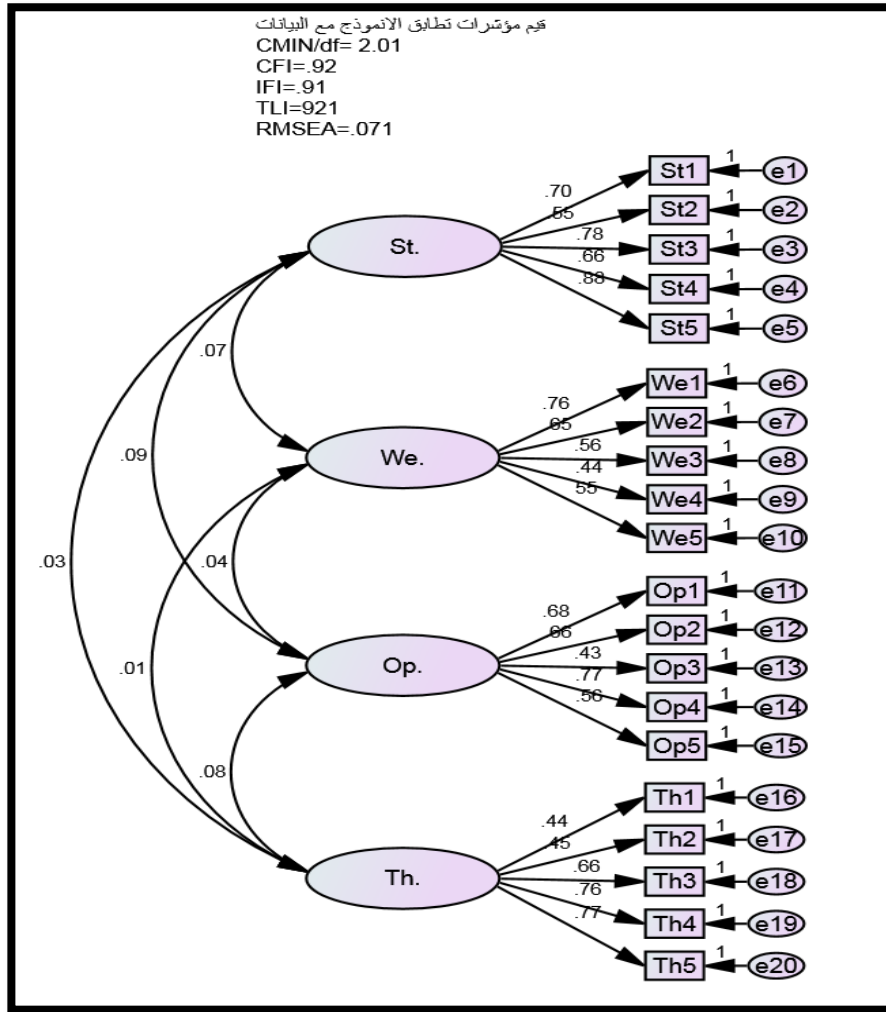 قيم مؤشرات تطابق الانموذج مع البيانات
CMIN/df= 2.01
CFI=.92
IFI=.91
TLI=921
RMSEA=.071
.70 St1 1 e1
.55 St2 1 e2
.78 St3 1 e3
.66 St4 1 e4
.88 St5 1 e5
St.
.07
.76 We1 1 e6
.65 We2 1 e7
.56 We3 1 e8
.44 We4 1 e9
.55 We5 1 e10
We.
.09
.03
.04
.68 Op1 1 e11
.66 Op2 1 e12
.43 Op3 1 e13
.77 Op4 1 e14
.56 Op5 1 e15
Op.
.01
.08
.44 Th1 1 e16
.45 Th2 1 e17
.66 Th3 1 e18
.76 Th4 1 e19
.77 Th5 1 e20
Th.